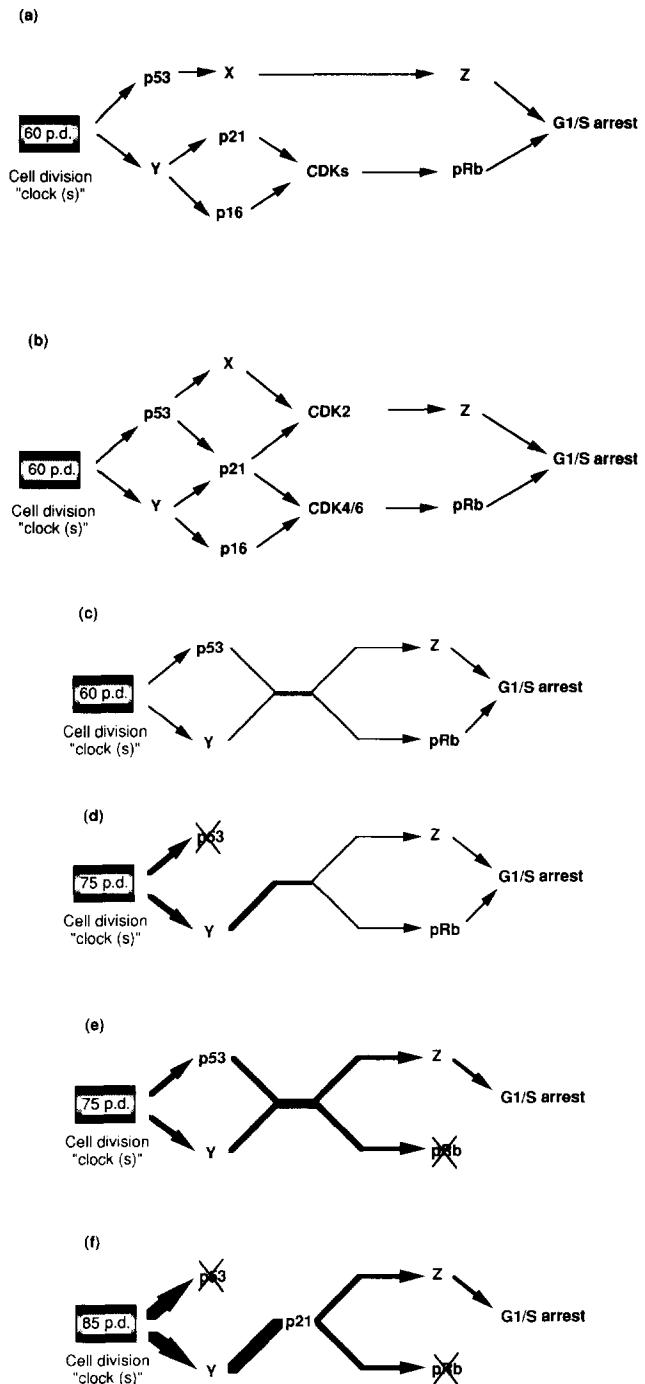 (a)
p53 X Z
60 p.d.
G1/S arrest
Cell division
"clock (s)"
Y p21 CDKs pRb
p16
(b)
X
p53 CDK2 Z
60 p.d.
p21
G1/S arrest
Cell division
"clock (s)"
Y CDK4/6 pRb
p16
(c)
p53 Z
60 p.d.
G1/S arrest
Cell division
"clock (s)"
Y pRb
(d)
p53 Z
75 p.d.
G1/S arrest
Cell division
"clock (s)"
Y pRb
(e)
p53 Z
75 p.d.
G1/S arrest
Cell division
"clock (s)"
Y pRb
(f)
p53 Z
85 p.d.
p21
G1/S arrest
Cell division
"clock (s)"
Y pRb